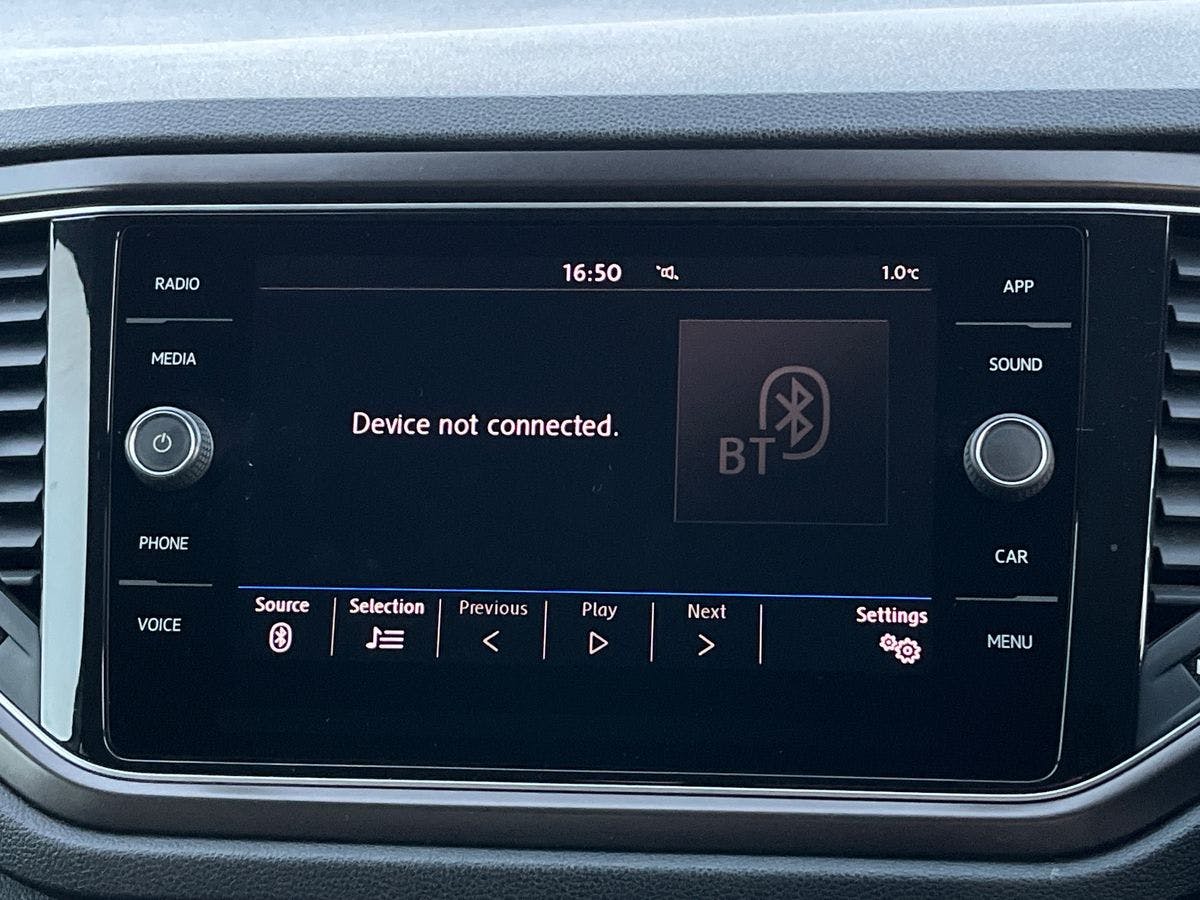 16:50 1.0°C
RADIO
MEDIA
PHONE
VOICE
Device not connected.
BT
APP
SOUND
CAR
MENU
Source Selection Previous Play Next Settings